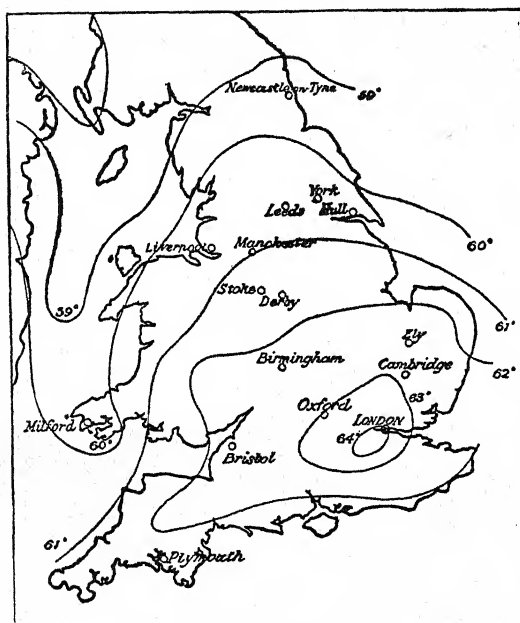 Newcastle-on-Tyne
59°
York
Leeds Hull
60°
Liverpool
Manchester
Stoke
Derby
59°
61°
Ely
62°
Birmingham
Cambridge
63°
Oxford
Milford
LONDON
60°
64°
Bristol
61°
Plymouth